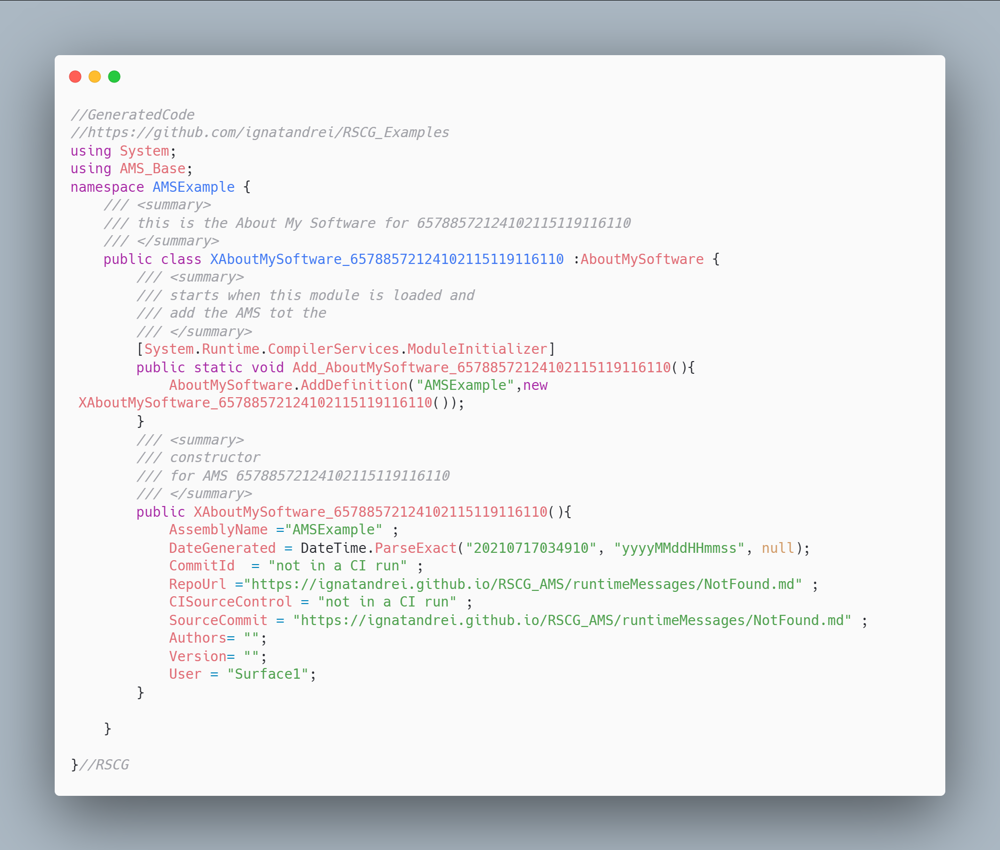 //GeneratedCode
//https://github.com/ignatandrei/RSCG_Examples
using System;
using AMS_Base;
namespace AMSExample {
    /// <summary>
    /// this is the About My Software for 65788572124102115119116110
    /// </summary>
    public class XAboutMySoftware_65788572124102115119116110 :AboutMySoftware {
        /// <summary>
        /// starts when this module is loaded and
        /// add the AMS tot the
        /// </summary>
        [System.Runtime.CompilerServices.ModuleInitializer]
        public static void Add_AboutMySoftware_65788572124102115119116110(){
            AboutMySoftware.AddDefinition("AMSExample",new
 XAboutMySoftware_65788572124102115119116110());
        }
        /// <summary>
        /// constructor
        /// for AMS 65788572124102115119116110
        /// </summary>
        public XAboutMySoftware_65788572124102115119116110(){
            AssemblyName ="AMSExample" ;
            DateGenerated = DateTime.ParseExact("20210717034910", "yyyyMMddHHmmss", null);
            CommitId  = "not in a CI run" ;
            RepoUrl ="https://ignatandrei.github.io/RSCG_AMS/runtimeMessages/NotFound.md" ;
            CISourceControl = "not in a CI run" ;
            SourceCommit = "https://ignatandrei.github.io/RSCG_AMS/runtimeMessages/NotFound.md" ;
            Authors= "";
            Version= "";
            User = "Surface1";
        }
    }
}//RSCG